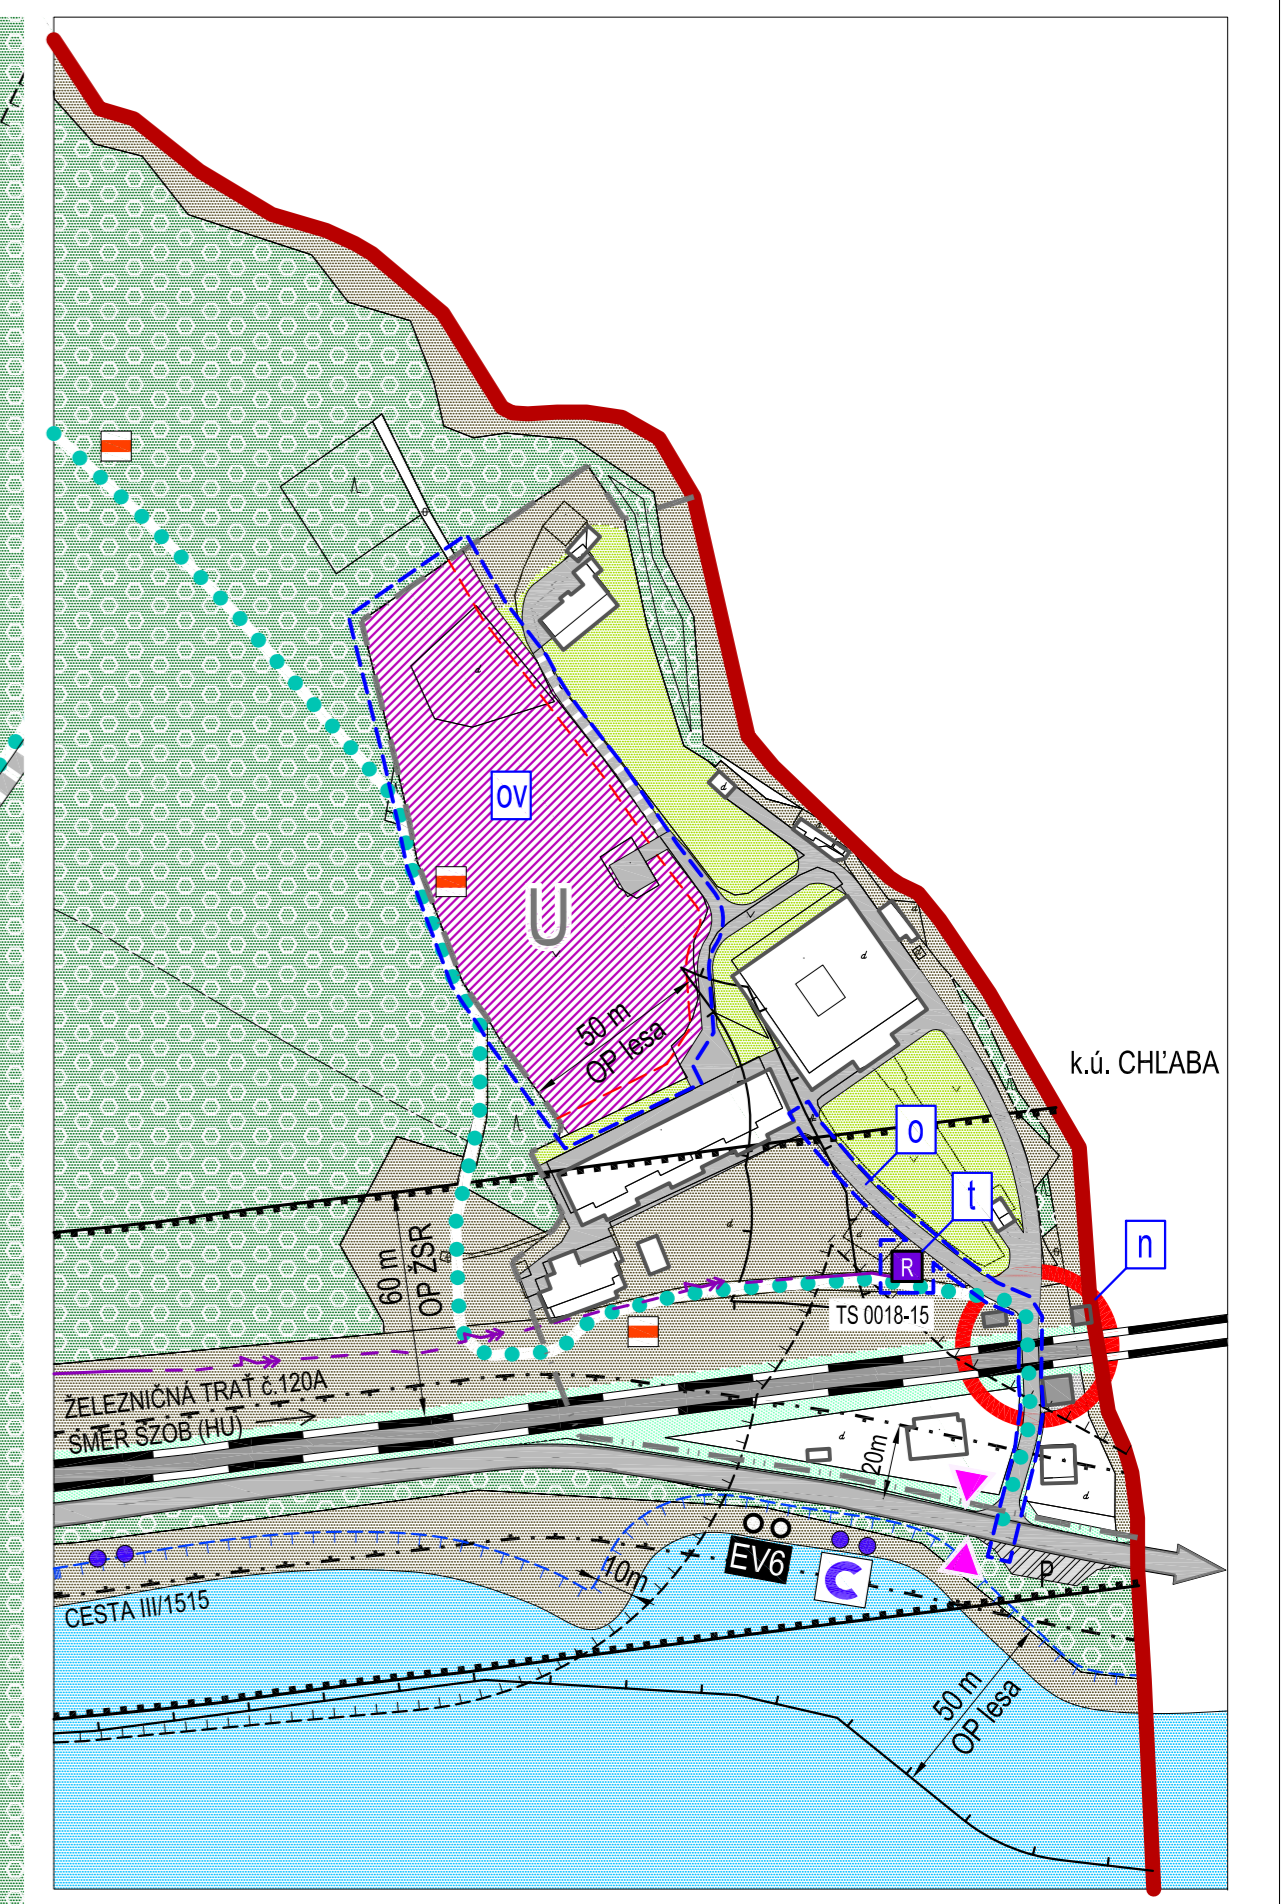 OV
U
50 m
OP lesa
k.ú. CHĽABA
o
t
n
60 m
OP ŽSR
R
TS 0018-15
ŽELEZNIČNÁ TRAŤ č.120A
SMER SZOB (HU)
20m
EV6
C
10m
P
CESTA III/1515
50 m
OP lesa